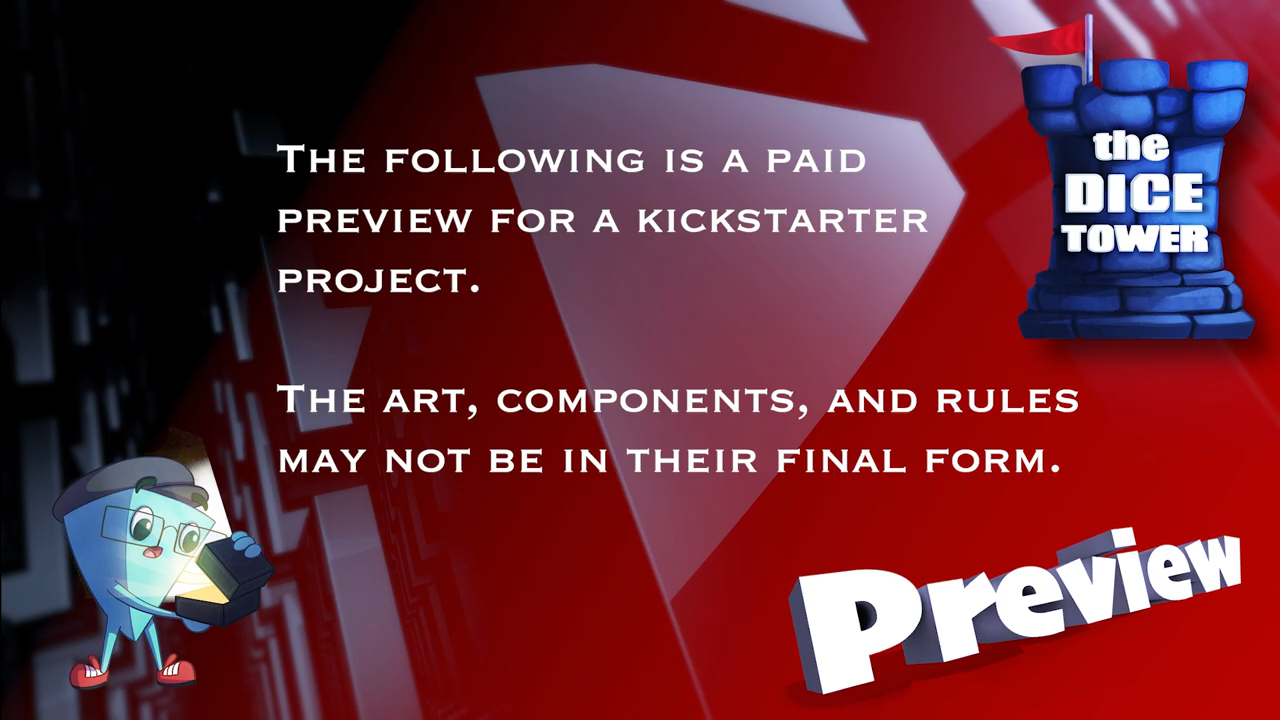 The following is a paid
preview for a Kickstarter
project.
The art, components, and rules
may not be in their final form.
the
DICE
TOWER
Preview